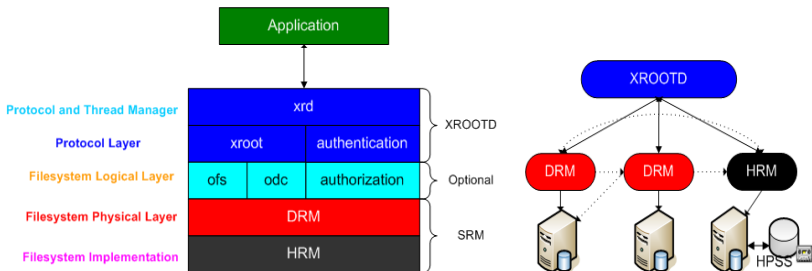 Application
Protocol and Thread Manager
xrd
XROOTD
Protocol Layer
xroot
authentication
Filesystem Logical Layer
ofs
odc
authorization
Optional
Filesystem Physical Layer
DRM
SRM
Filesystem Implementation
HRM
XROOTD
DRM
DRM
HRM
HPSS